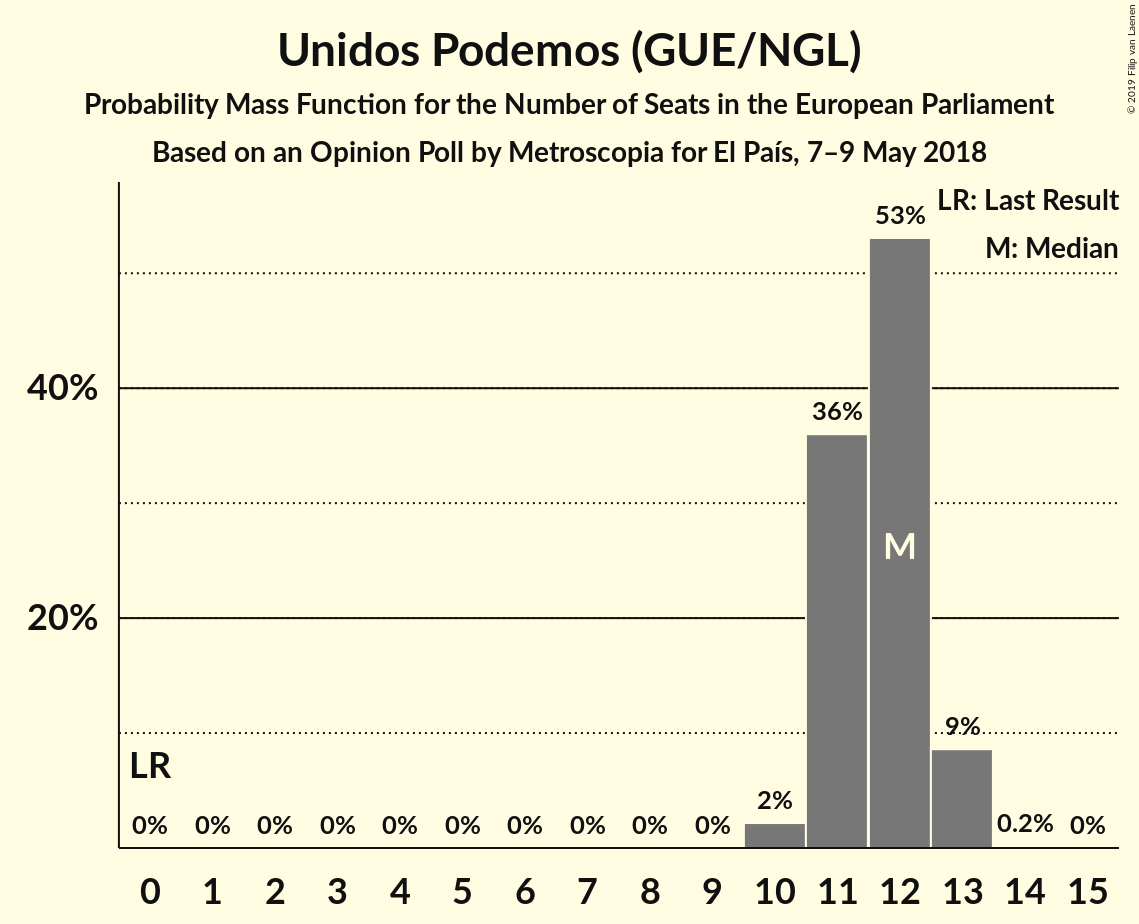 Unidos Podemos (GUE/NGL)
Probability Mass Function for the Number of Seats in the European Parliament
Based on an Opinion Poll by Metroscopia for El País, 7–9 May 2018
© 2019 Filip van Laenen
LR: Last Result
M: Median
53%
40%
36%
M
20%
9%
LR
2%
0% 0% 0% 0% 0% 0% 0% 0% 0% 0% 0.2% 0%
0 1 2 3 4 5 6 7 8 9 10 11 12 13 14 15